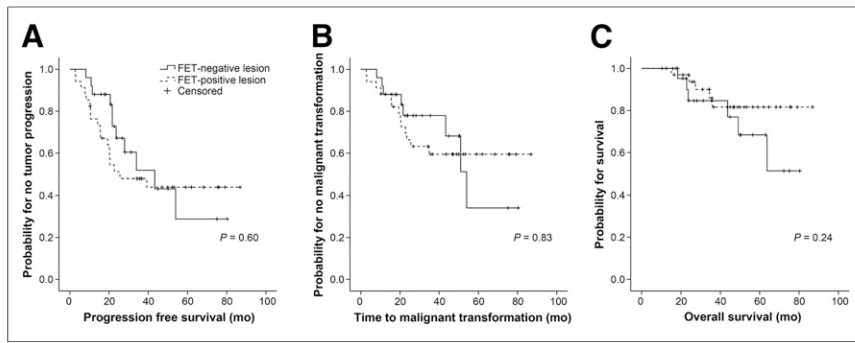 A
Probability for no tumor progression
1.0
0.8
0.6
0.4
0.2
0.0
FET-negative lesion
FET-positive lesion
Censored
P = 0.60
0 20 40 60 80 100
Progression free survival (mo)
B
Probability for no malignant transformation
1.0
0.8
0.6
0.4
0.2
0.0
P = 0.83
0 20 40 60 80 100
Time to malignant transformation (mo)
C
Probability for survival
1.0
0.8
0.6
0.4
0.2
0.0
P = 0.24
0 20 40 60 80 100
Overall survival (mo)